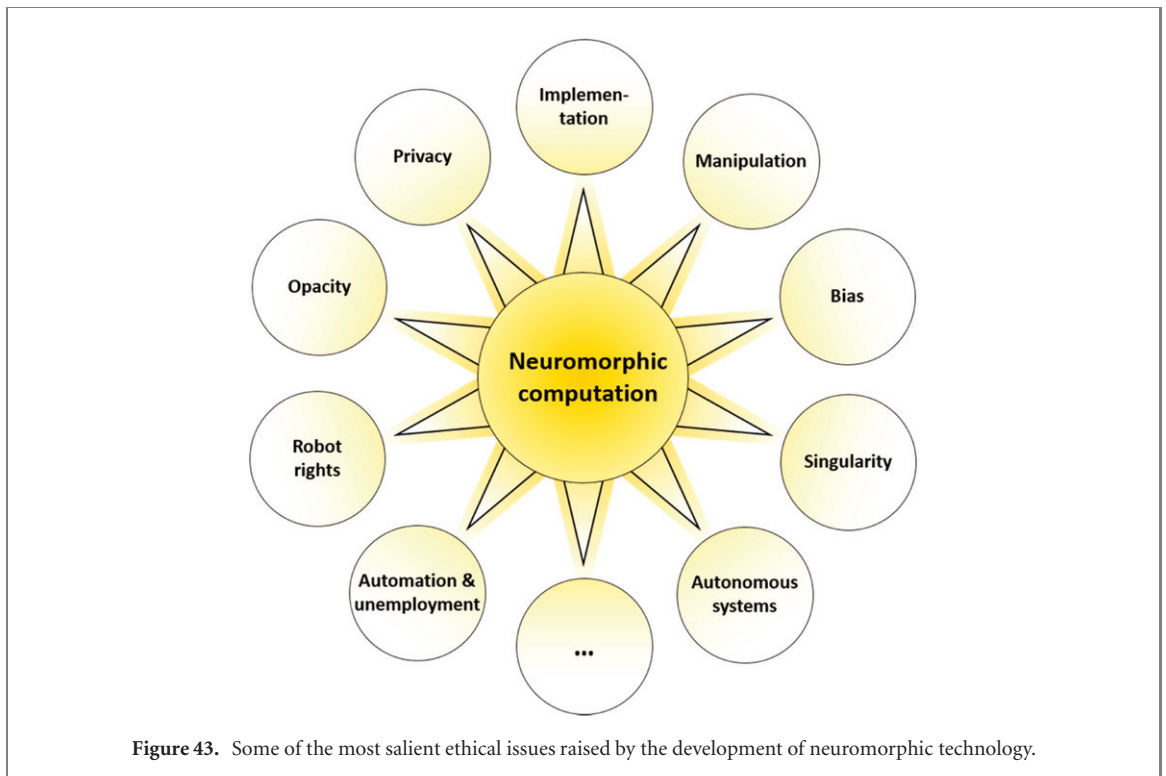 Implemen-
tation
Manipulation
Privacy
Opacity
Bias
Neuromorphic
computation
Robot
rights
Singularity
Automation &
unemployment
Autonomous
systems
...
Figure 43. Some of the most salient ethical issues raised by the development of neuromorphic technology.